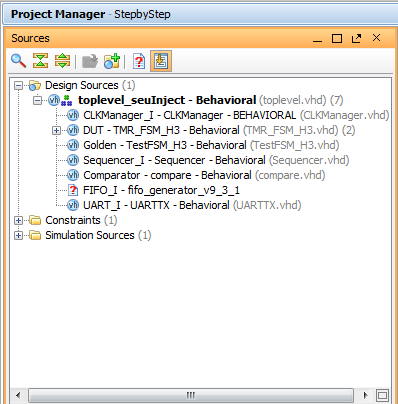 Project Manager - StepbyStep
Sources
Design Sources (1)
toplevel_seuInject - Behavioral (toplevel.vhd) (7)
CLKManager_I - CLKManager - BEHAVIORAL (CLKManager.vhd)
DUT - TMR_FSM_H3 - Behavioral (TMR_FSM_H3.vhd) (2)
Golden - TestFSM_H3 - Behavioral (TestFSM_H3.vhd)
Sequencer_I - Sequencer - Behavioral (Sequencer.vhd)
Comparator - compare - Behavioral (compare.vhd)
FIFO_I - fifo_generator_v9_3_1
UART_I - UARTTX - Behavioral (UARTTX.vhd)
Constraints (1)
Simulation Sources (1)